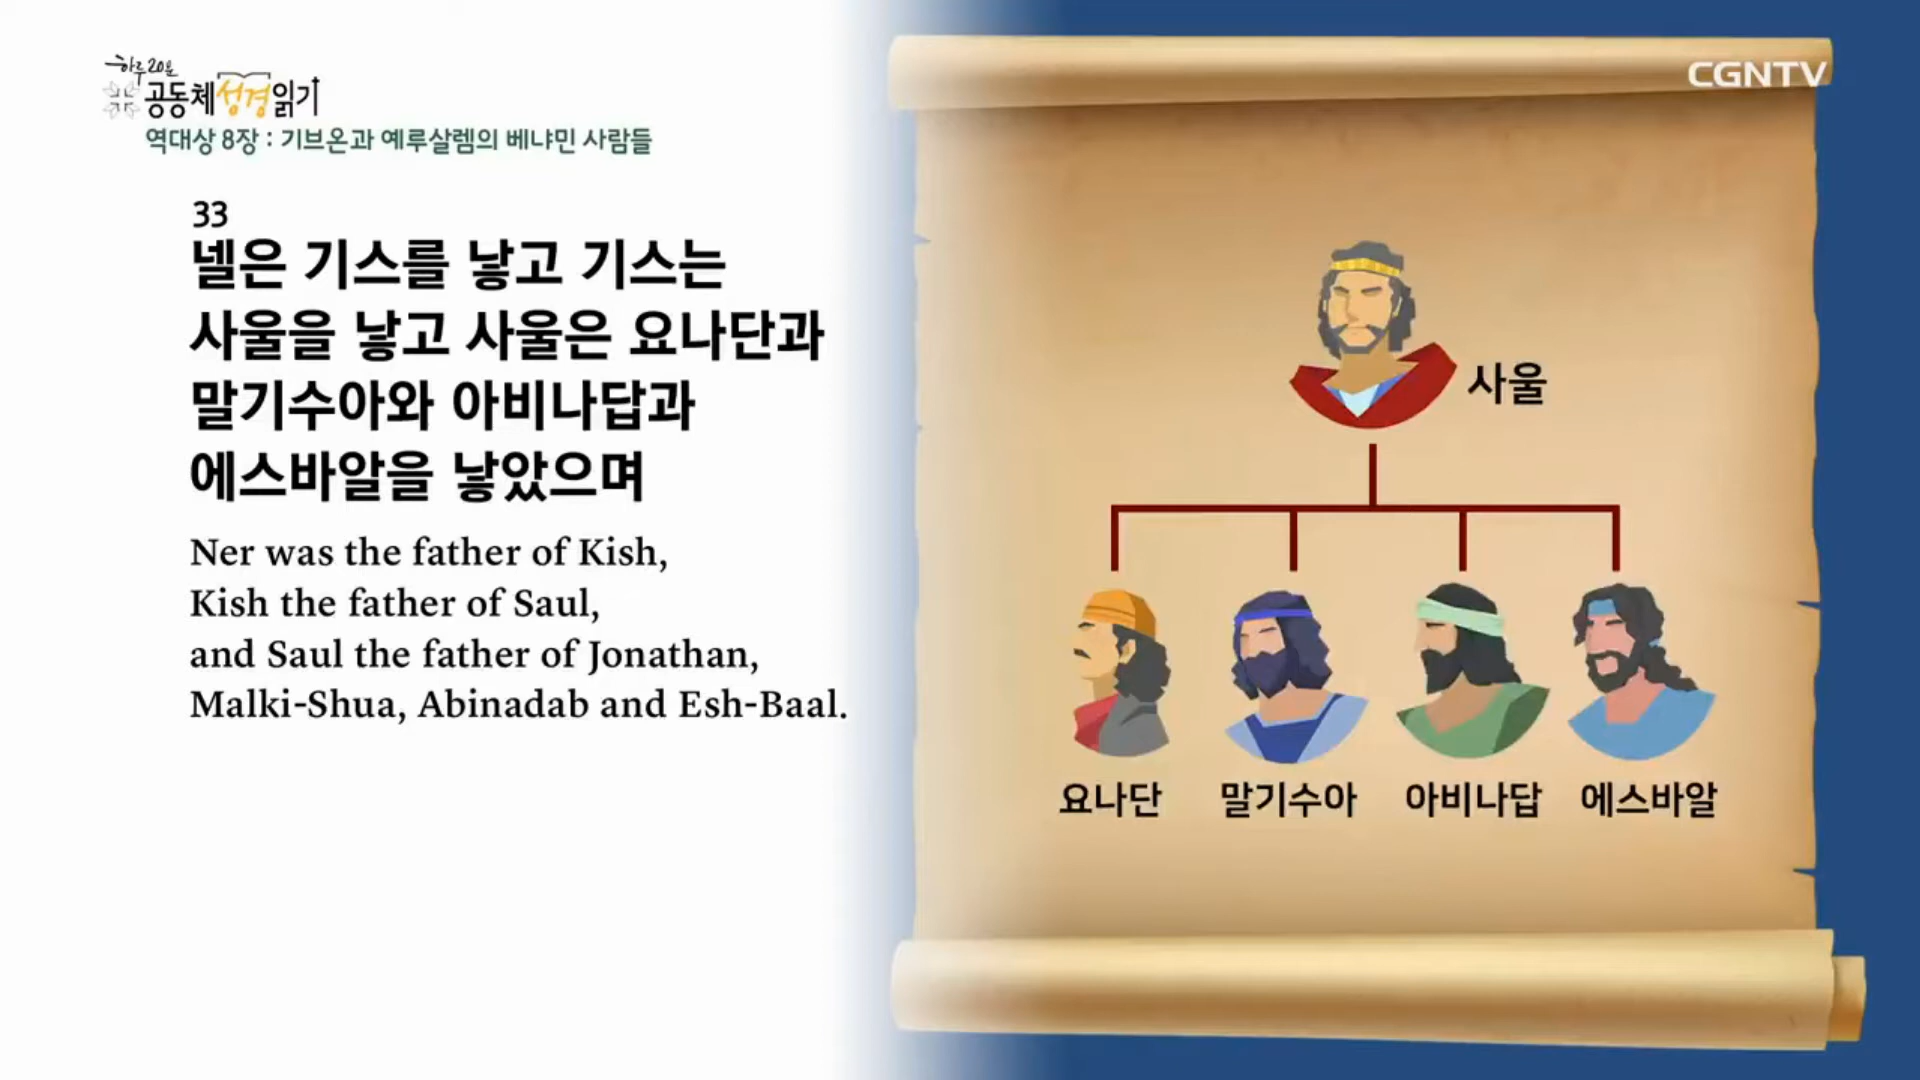 하루 20분
공동체성경읽기
역대상 8장 : 기브온과 예루살렘의 베냐민 사람들
CGNTV
33
넬은 기스를 낳고 기스는
사울을 낳고 사울은 요나단과
말기수아와 아비나답과
에스바알을 낳았으며
Ner was the father of Kish,
Kish the father of Saul,
and Saul the father of Jonathan,
Malki-Shua, Abinadab and Esh-Baal.
사울
요나단
말기수아
아비나답
에스바알